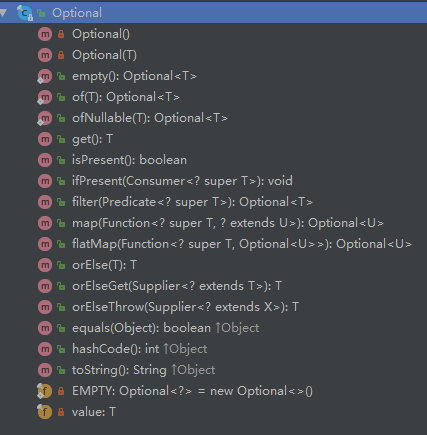 Optional
Optional()
Optional(T)
empty(): Optional<T>
of(T): Optional<T>
ofNullable(T): Optional<T>
get(): T
isPresent(): boolean
ifPresent(Consumer<? super T>): void
filter(Predicate<? super T>): Optional<T>
map(Function<? super T, ? extends U>): Optional<U>
flatMap(Function<? super T, Optional<U>>): Optional<U>
orElse(T): T
orElseGet(Supplier<? extends T>): T
orElseThrow(Supplier<? extends X>): T
equals(Object): boolean ↑Object
hashCode(): int ↑Object
toString(): String ↑Object
EMPTY: Optional<?> = new Optional<>()
value: T